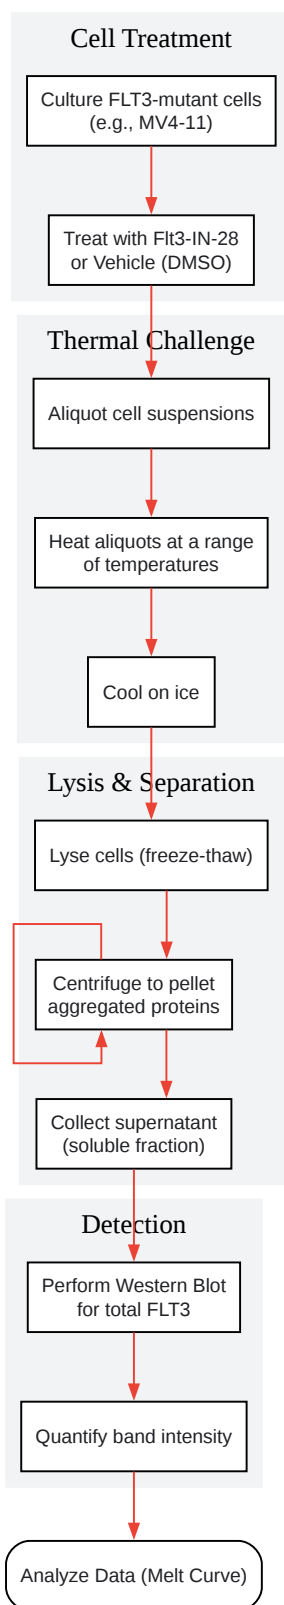 Cell Treatment
Culture FLT3-mutant cells
(e.g., MV4-11)
Treat with Flt3-IN-28
or Vehicle (DMSO)
Thermal Challenge
Aliquot cell suspensions
Heat aliquots at a range
of temperatures
Cool on ice
Lysis & Separation
Lyse cells (freeze-thaw)
Centrifuge to pellet
aggregated proteins
Collect supernatant
(soluble fraction)
Detection
Perform Western Blot
for total FLT3
Quantify band intensity
Analyze Data (Melt Curve)